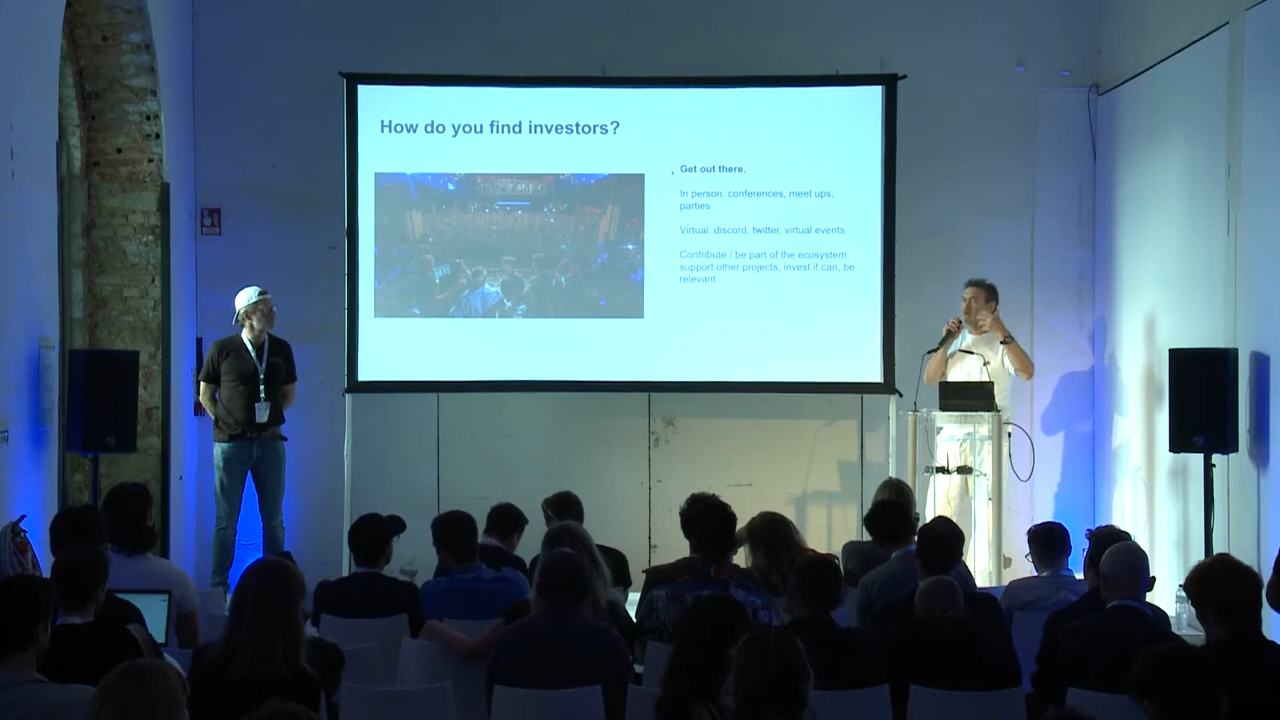 How do you find investors?
Get out there.
In person: conferences, meet ups,
parties
Virtual: discord, twitter, virtual events
Contribute / be part of the ecosystem:
support other projects, invest if can, be
relevant